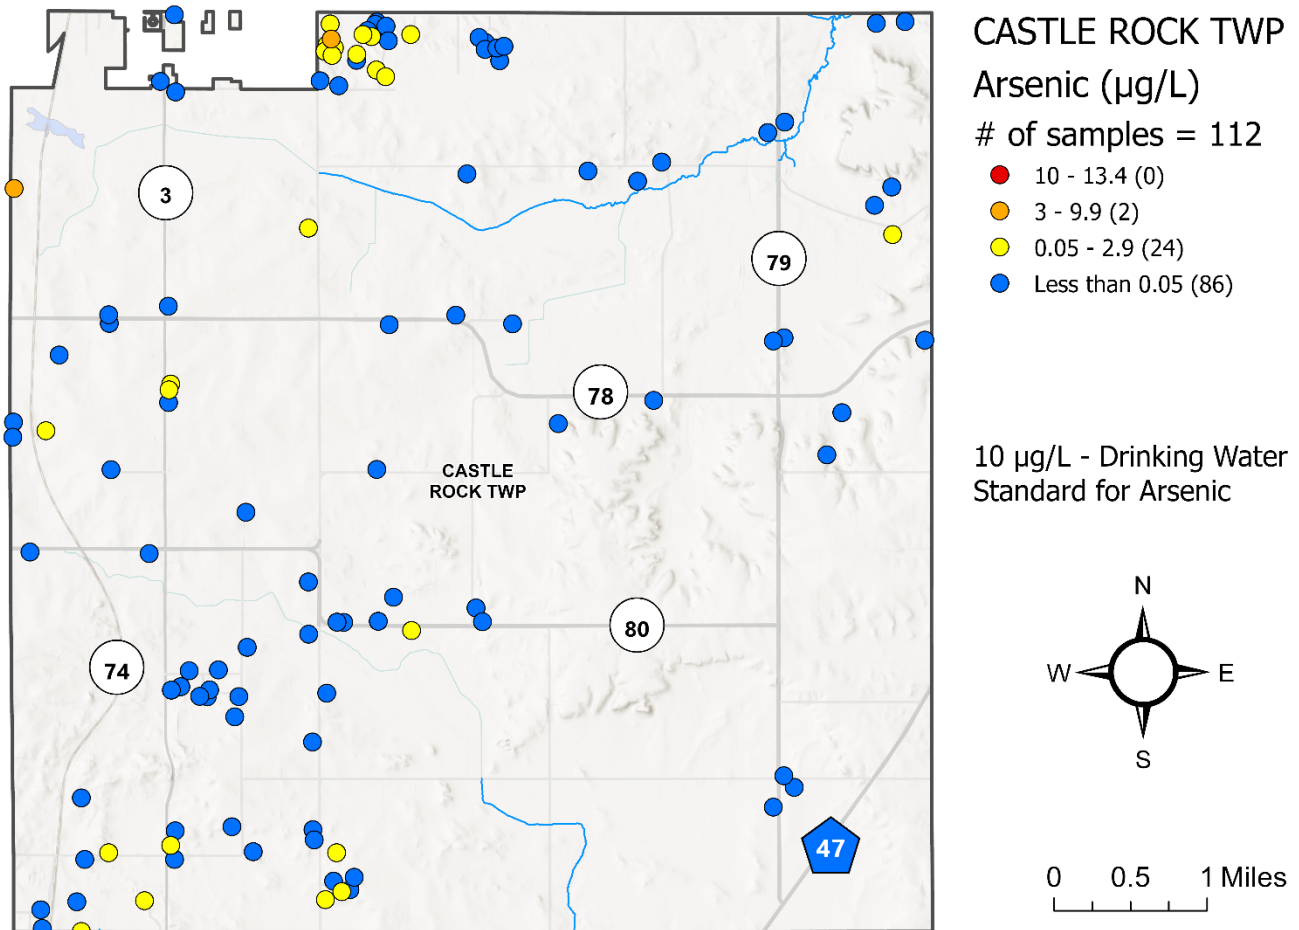 CASTLE ROCK TWP
Arsenic (µg/L)
# of samples = 112
10 - 13.4 (0)
3 - 9.9 (2)
0.05 - 2.9 (24)
Less than 0.05 (86)
10 µg/L - Drinking Water
Standard for Arsenic
N
W E
S
0 0.5 1 Miles
3
79
78
CASTLE
ROCK TWP
80
74
47